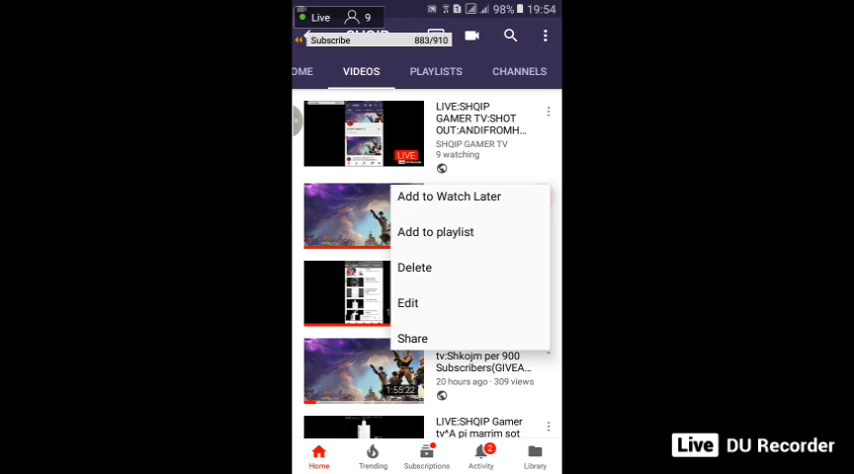 Live 9
98% 19:54
Subscribe 883/910
OME VIDEOS PLAYLISTS CHANNELS
LIVE:SHQIP
GAMER TV:SHOT
OUT:ANDIFROMH...
SHQIP GAMER TV
9 watching
LIVE
Add to Watch Later
Add to playlist
Delete
Edit
Share
tv:Shkojm per 900
Subscribers(GIVEA...
20 hours ago · 309 views
1:55:22
LIVE:SHQIP Gamer
tv^A pi marrim sot
2
Home Trending Subscriptions Activity Library
Live DU Recorder